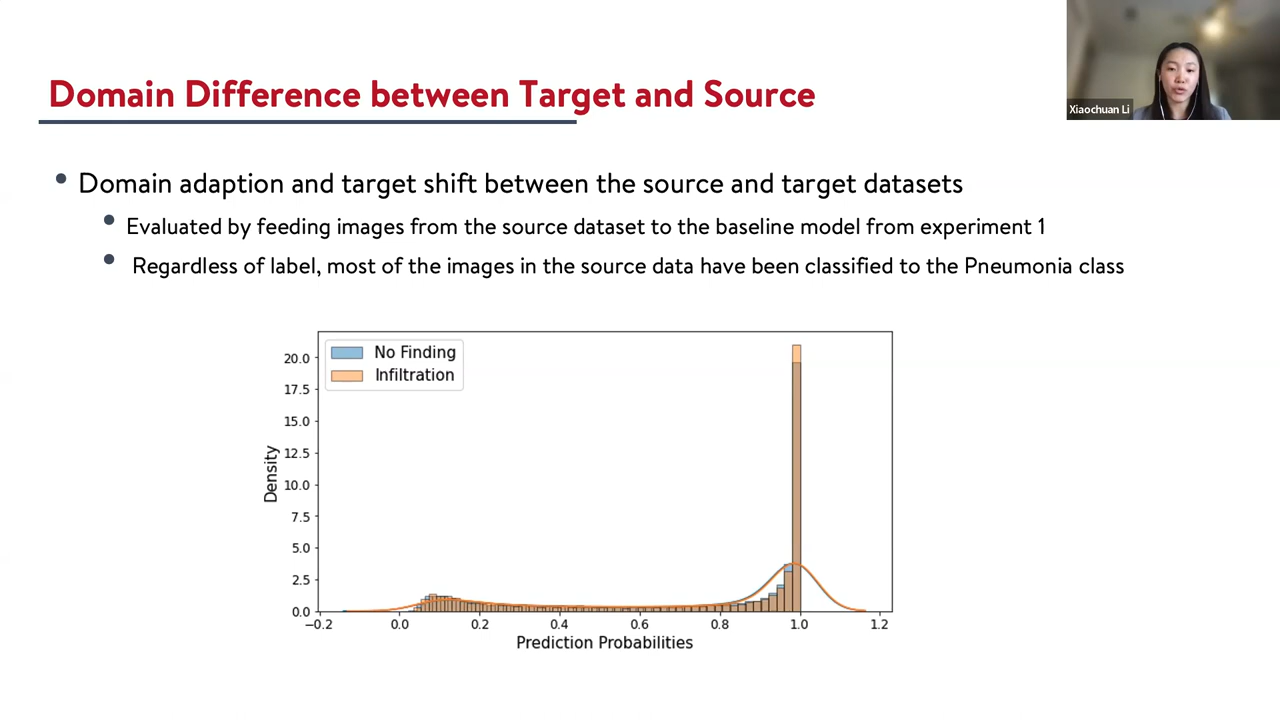 Domain Difference between Target and Source
Xiaochuan Li
• Domain adaption and target shift between the source and target datasets
• Evaluated by feeding images from the source dataset to the baseline model from experiment 1
• Regardless of label, most of the images in the source data have been classified to the Pneumonia class
No Finding
Infiltration
20.0
17.5
15.0
12.5
10.0
7.5
5.0
2.5
0.0
Density
−0.2 0.0 0.2 0.4 0.6 0.8 1.0 1.2
Prediction Probabilities